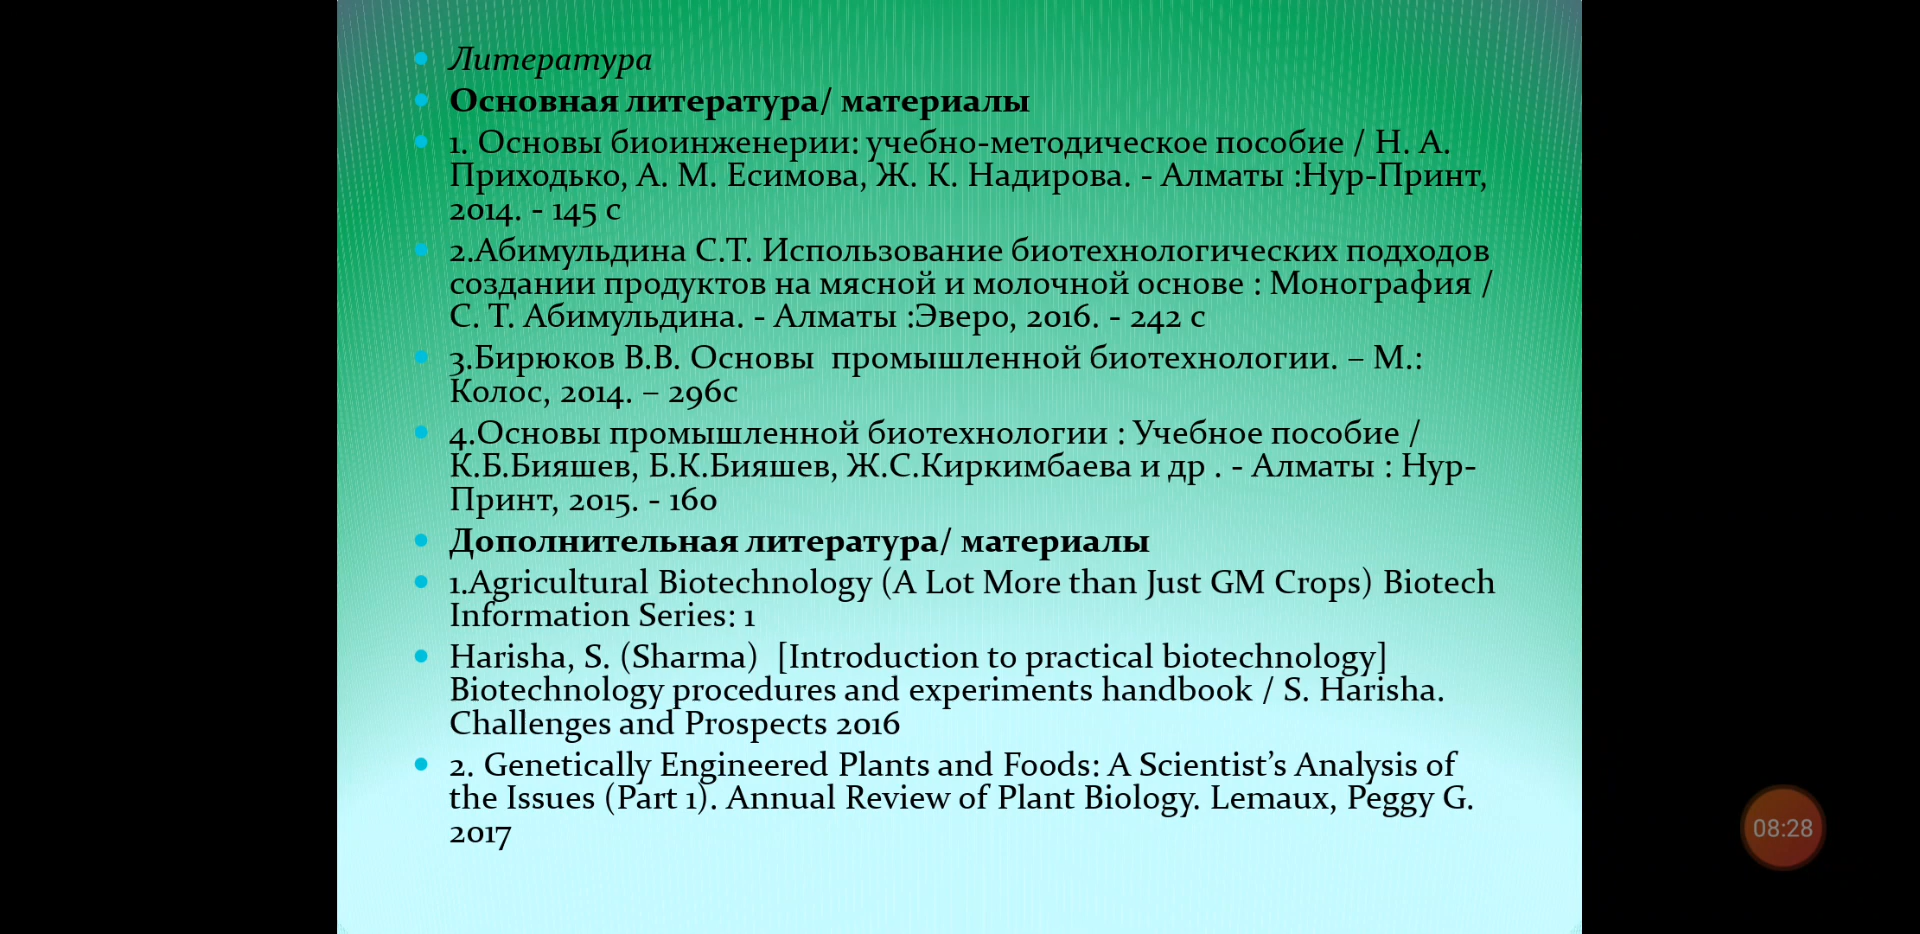 Литература
Основная литература/ материалы
1. Основы биоинженерии: учебно-методическое пособие / Н. А.
Приходько, А. М. Есимова, Ж. К. Надирова. - Алматы :Нур-Принт,
2014. - 145 с
2.Абимульдина С.Т. Использование биотехнологических подходов
создании продуктов на мясной и молочной основе : Монография /
С. Т. Абимульдина. - Алматы :Эверо, 2016. - 242 с
3.Бирюков В.В. Основы  промышленной биотехнологии. – М.:
Колос, 2014. – 296с
4.Основы промышленной биотехнологии : Учебное пособие /
К.Б.Бияшев, Б.К.Бияшев, Ж.С.Киркимбаева и др . - Алматы : Нур-
Принт, 2015. - 160
Дополнительная литература/ материалы
1.Agricultural Biotechnology (A Lot More than Just GM Crops) Biotech
Information Series: 1
Harisha, S. (Sharma)  [Introduction to practical biotechnology]
Biotechnology procedures and experiments handbook / S. Harisha.
Challenges and Prospects 2016
2. Genetically Engineered Plants and Foods: A Scientist’s Analysis of
the Issues (Part 1). Annual Review of Plant Biology. Lemaux, Peggy G.
2017
08:28